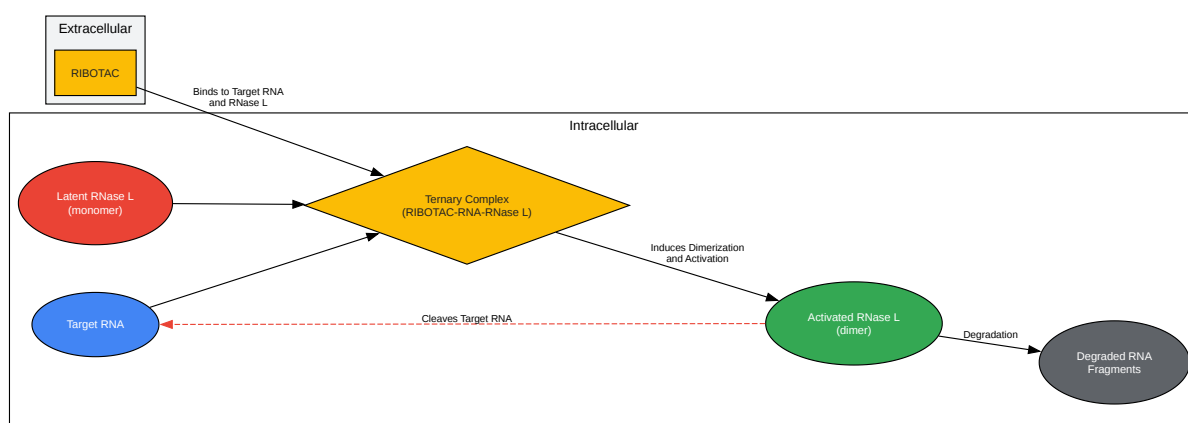 Extracellular
RIBOTAC
Binds to Target RNA
and RNase L
Intracellular
Latent RNase L
(monomer)
Ternary Complex
(RIBOTAC-RNA-RNase L)
Induces Dimerization
and Activation
Target RNA
Cleaves Target RNA
Activated RNase L
(dimer)
Degradation
Degraded RNA
Fragments